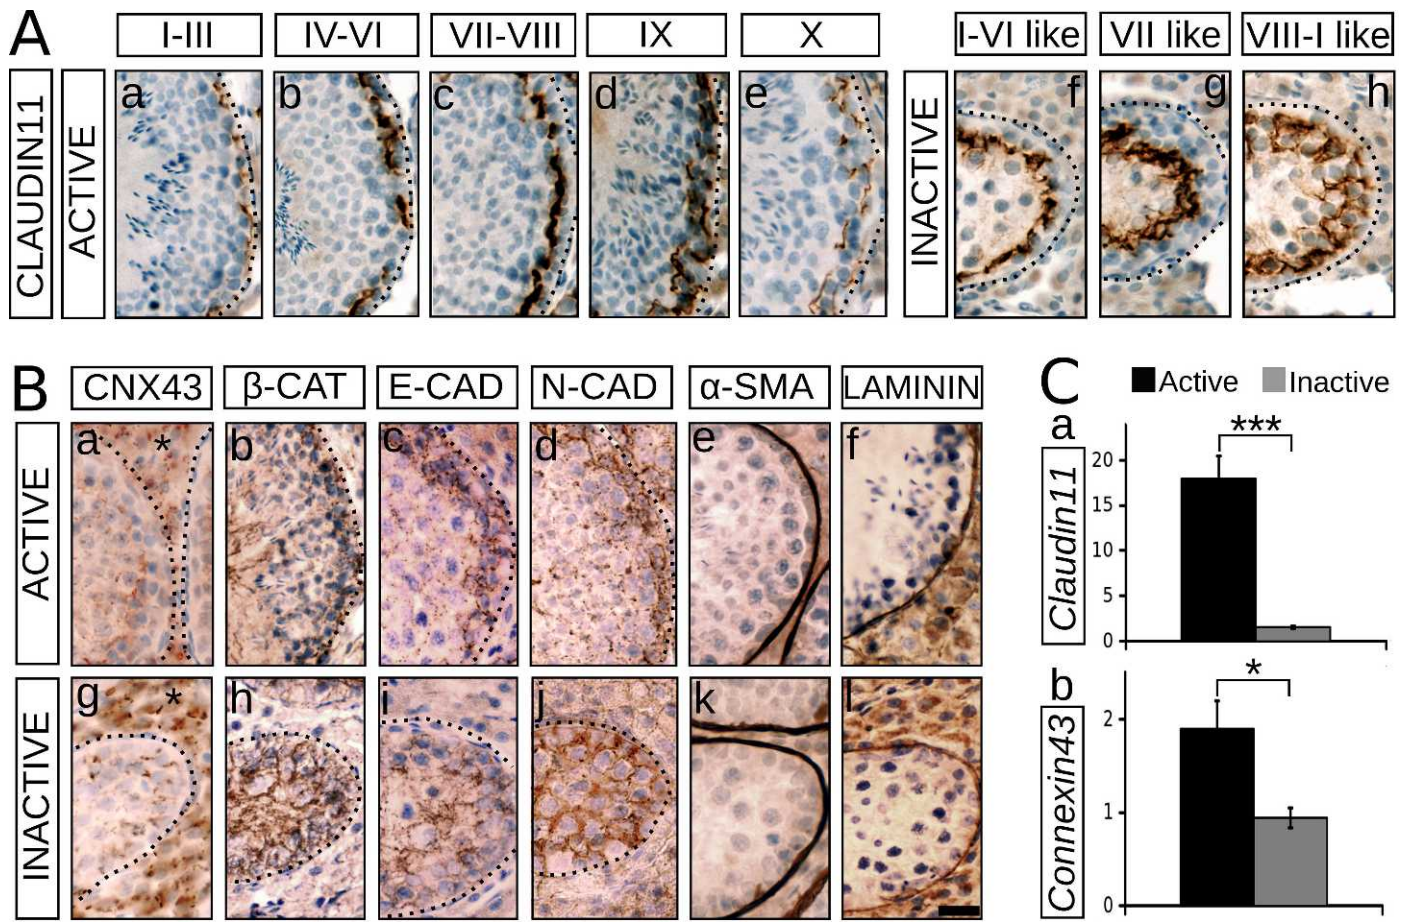 A
I-III IV-VI VII-VIII IX X I-VI like VII like VIII-I like
CLAUDIN11
ACTIVE
a b c d e
INACTIVE
f g h
B
CNX43 β-CAT E-CAD N-CAD α-SMA LAMININ
ACTIVE
a * b c d e f
INACTIVE
g * h i j k l
C
Active Inactive
a
Claudin11
***
20
15
10
5
0
b
Connexin43
*
2
1
0